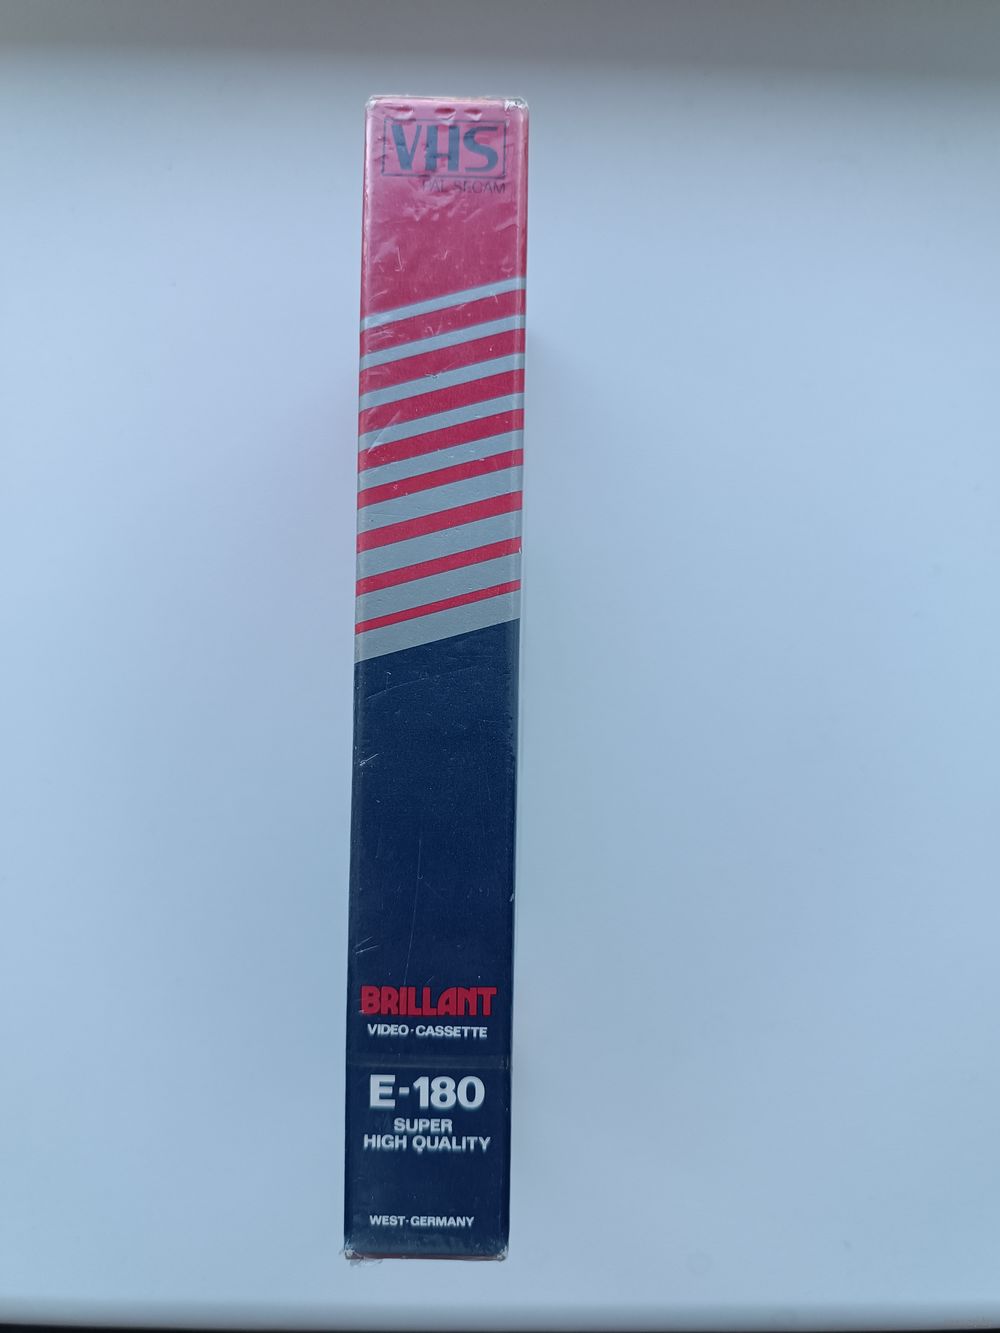 VHS
PAL SECAM
BRILLANT
VIDEO-CASSETTE
E-180
SUPER
HIGH QUALITY
WEST-GERMANY